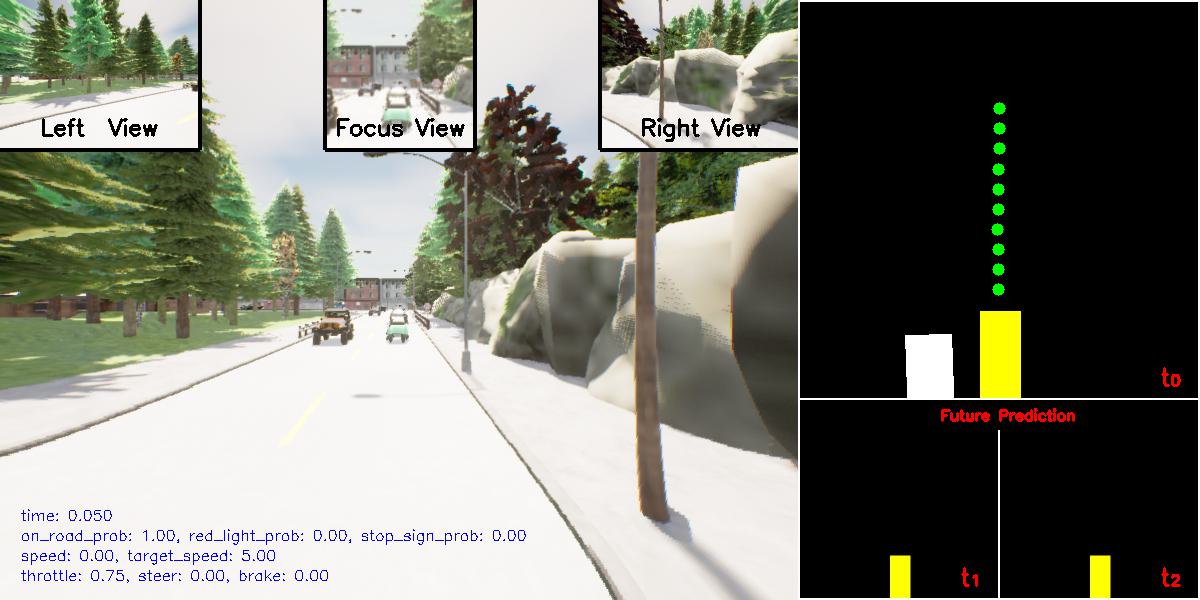 Left View
Focus View
Right View
time: 0.050
on_road_prob: 1.00, red_light_prob: 0.00, stop_sign_prob: 0.00
speed: 0.00, target_speed: 5.00
throttle: 0.75, steer: 0.00, brake: 0.00
t0
Future Prediction
t1
t2